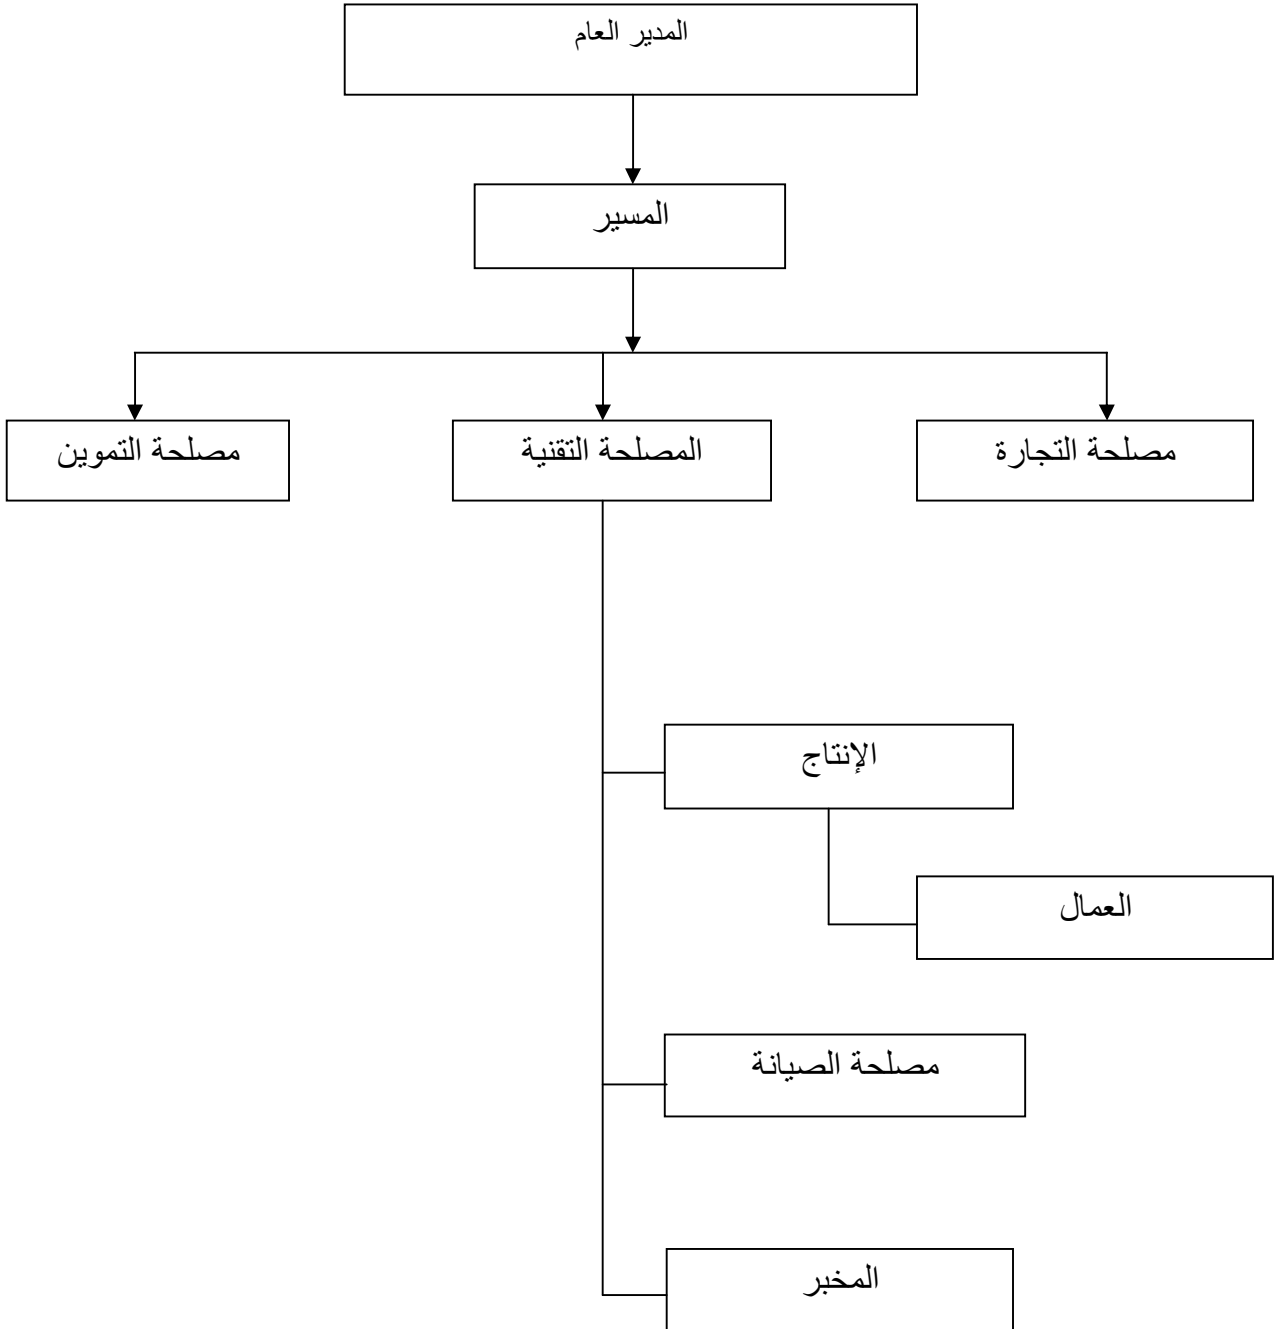 المدير العام
المسير
مصلحة التجارة
المصلحة التقنية
مصلحة التموين
الإنتاج
العمال
مصلحة الصيانة
المخبر